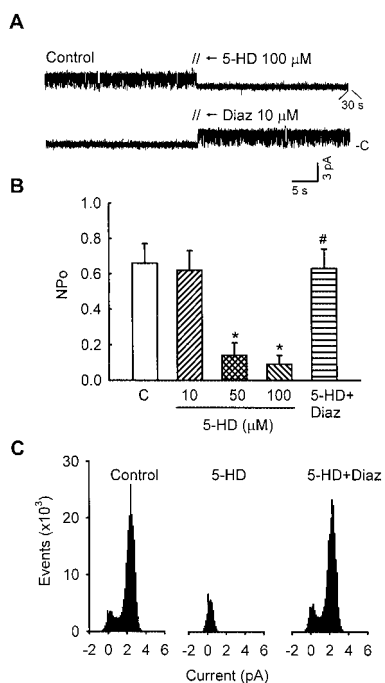 A
Control // ← 5-HD 100 μM
30 s
// ← Diaz 10 μM
-C
3 pA
5 s
B
NPo
1.0
0.8
0.6
0.4
0.2
0.0
* * #
C 10 50 100 5-HD+
Diaz
5-HD (μM)
C
Events (x10³)
30
20
10
0
Control 5-HD 5-HD+Diaz
-2 0 2 4 6 -2 0 2 4 6 -2 0 2 4 6
Current (pA)